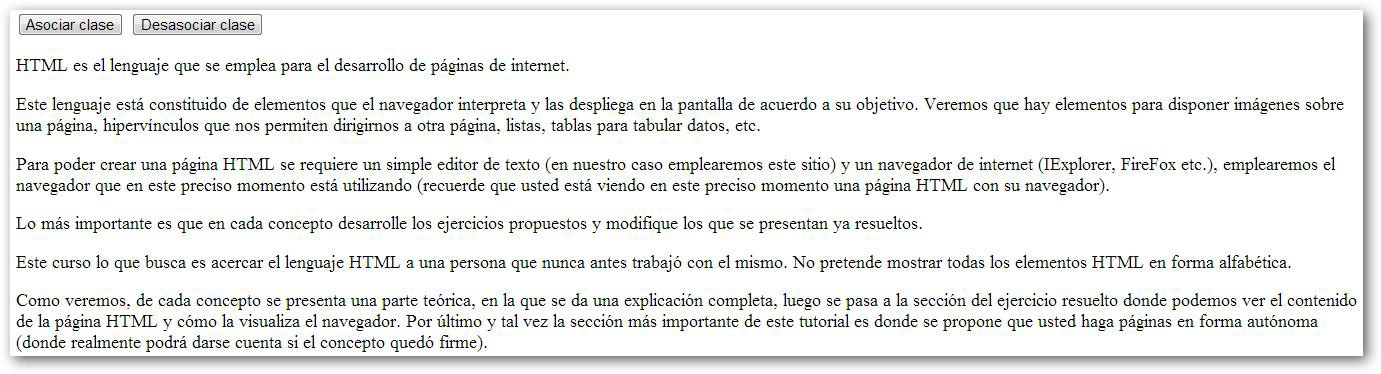 Asociar clase Desasociar clase
HTML es el lenguaje que se emplea para el desarrollo de páginas de internet.
Este lenguaje está constituido de elementos que el navegador interpreta y las despliega en la pantalla de acuerdo a su objetivo. Veremos que hay elementos para disponer imágenes sobre
una página, hipervínculos que nos permiten dirigirnos a otra página, listas, tablas para tabular datos, etc.
Para poder crear una página HTML se requiere un simple editor de texto (en nuestro caso emplearemos este sitio) y un navegador de internet (IExplorer, FireFox etc.), emplearemos el
navegador que en este preciso momento está utilizando (recuerde que usted está viendo en este preciso momento una página HTML con su navegador).
Lo más importante es que en cada concepto desarrolle los ejercicios propuestos y modifique los que se presentan ya resueltos.
Este curso lo que busca es acercar el lenguaje HTML a una persona que nunca antes trabajó con el mismo. No pretende mostrar todas los elementos HTML en forma alfabética.
Como veremos, de cada concepto se presenta una parte teórica, en la que se da una explicación completa, luego se pasa a la sección del ejercicio resuelto donde podemos ver el contenido
de la página HTML y cómo la visualiza el navegador. Por último y tal vez la sección más importante de este tutorial es donde se propone que usted haga páginas en forma autónoma
(donde realmente podrá darse cuenta si el concepto quedó firme).